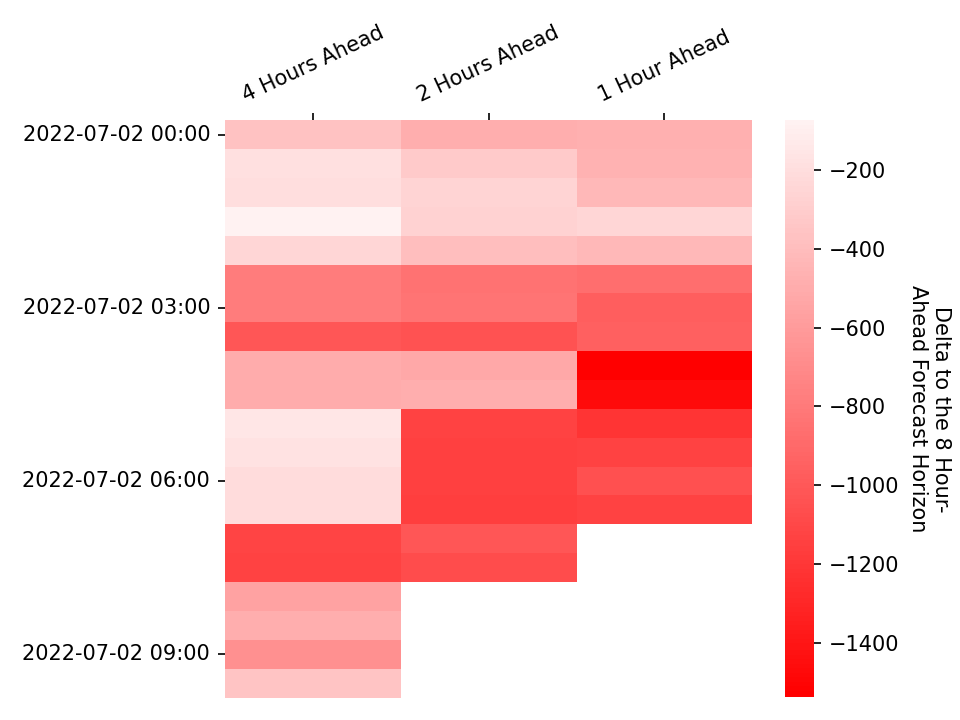 4 Hours Ahead
2 Hours Ahead
1 Hour Ahead
2022-07-02 00:00
2022-07-02 03:00
2022-07-02 06:00
2022-07-02 09:00
−200
−400
−600
−800
−1000
−1200
−1400
Delta to the 8 Hour-
Ahead Forecast Horizon